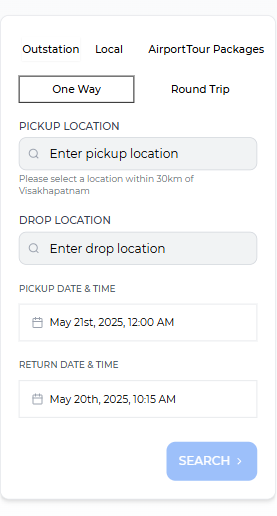 Outstation Local AirportTour Packages
One Way Round Trip
PICKUP LOCATION
Enter pickup location
Please select a location within 30km of
Visakhapatnam
DROP LOCATION
Enter drop location
PICKUP DATE & TIME
May 21st, 2025, 12:00 AM
RETURN DATE & TIME
May 20th, 2025, 10:15 AM
SEARCH